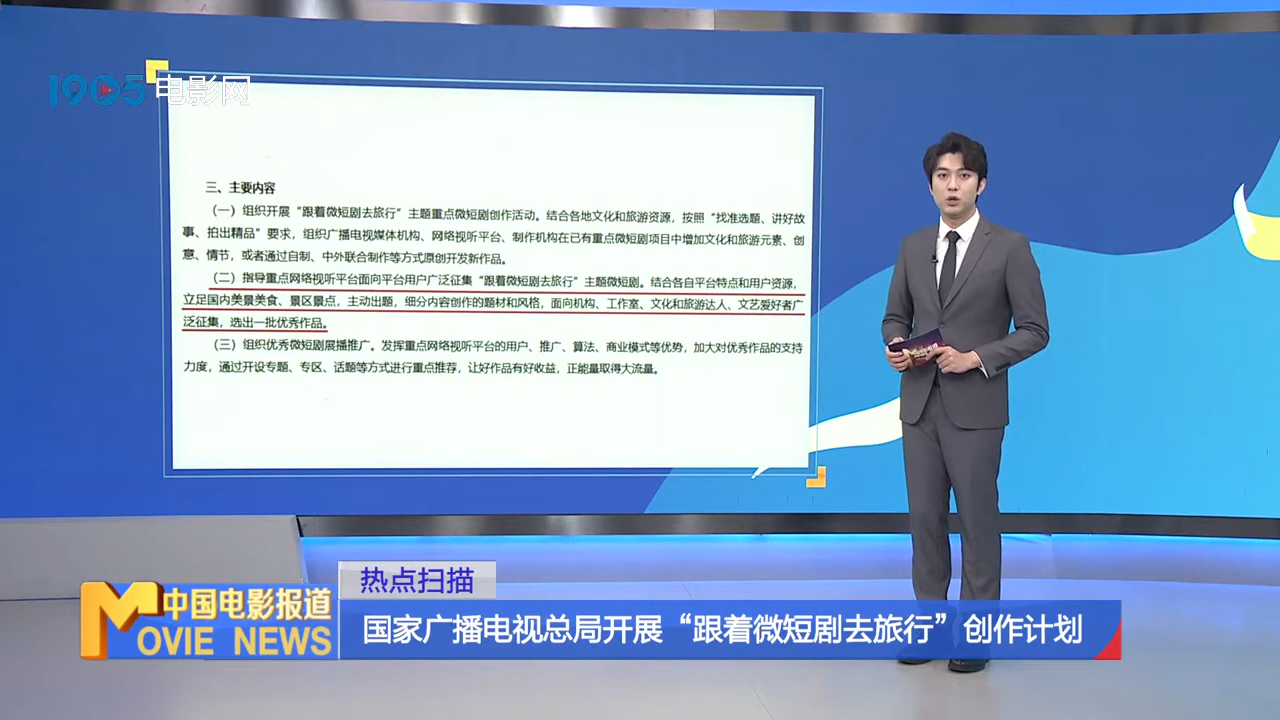 1905电影网
三、主要内容
（一）组织开展“跟着微短剧去旅行”主题重点微短剧创作活动。结合各地文化和旅游资源，按照“找准选题、讲好故
事、拍出精品”要求，组织广播电视媒体机构、网络视听平台、制作机构在已有重点微短剧项目中增加文化和旅游元素、创
意、情节，或者通过自制、中外联合制作等方式原创开发新作品。
（二）指导重点网络视听平台面向平台用户广泛征集“跟着微短剧去旅行”主题微短剧。结合各自平台特点和用户资源，
立足国内美景美食、景区景点，主动出题，细分内容创作的题材和风格，面向机构、工作室、文化和旅游达人、文艺爱好者广
泛征集，选出一批优秀作品。
（三）组织优秀微短剧展播推广。发挥重点网络视听平台的用户、推广、算法、商业模式等优势，加大对优秀作品的支持
力度，通过开设专题、专区、话题等方式进行重点推荐，让好作品有好收益，正能量取得大流量。
热点扫描
中国电影报道
MOVIE NEWS
国家广播电视总局开展“跟着微短剧去旅行”创作计划